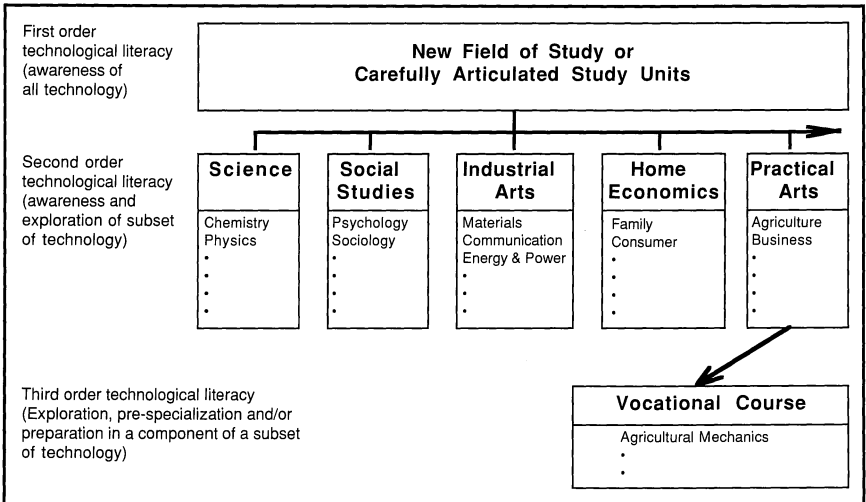 First order
technological literacy
(awareness of
all technology)
New Field of Study or
Carefully Articulated Study Units
Second order
technological literacy
(awareness and
exploration of subset
of technology)
Science
Chemistry
Physics
•
•
•
•
Social
Studies
Psychology
Sociology
•
•
•
•
Industrial
Arts
Materials
Communication
Energy & Power
•
•
•
Home
Economics
Family
Consumer
•
•
•
•
Practical
Arts
Agriculture
Business
•
•
•
•
Third order technological literacy
(Exploration, pre-specialization and/or
preparation in a component of a subset
of technology)
Vocational Course
Agricultural Mechanics
•
•